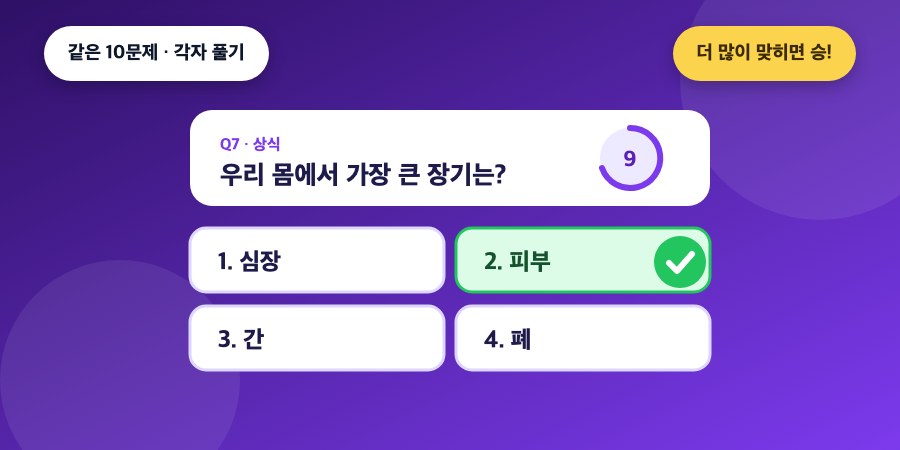 같은 10문제 · 각자 풀기
더 많이 맞히면 승!
Q7 · 상식
우리 몸에서 가장 큰 장기는?
9
1. 심장
2. 피부
3. 간
4. 폐